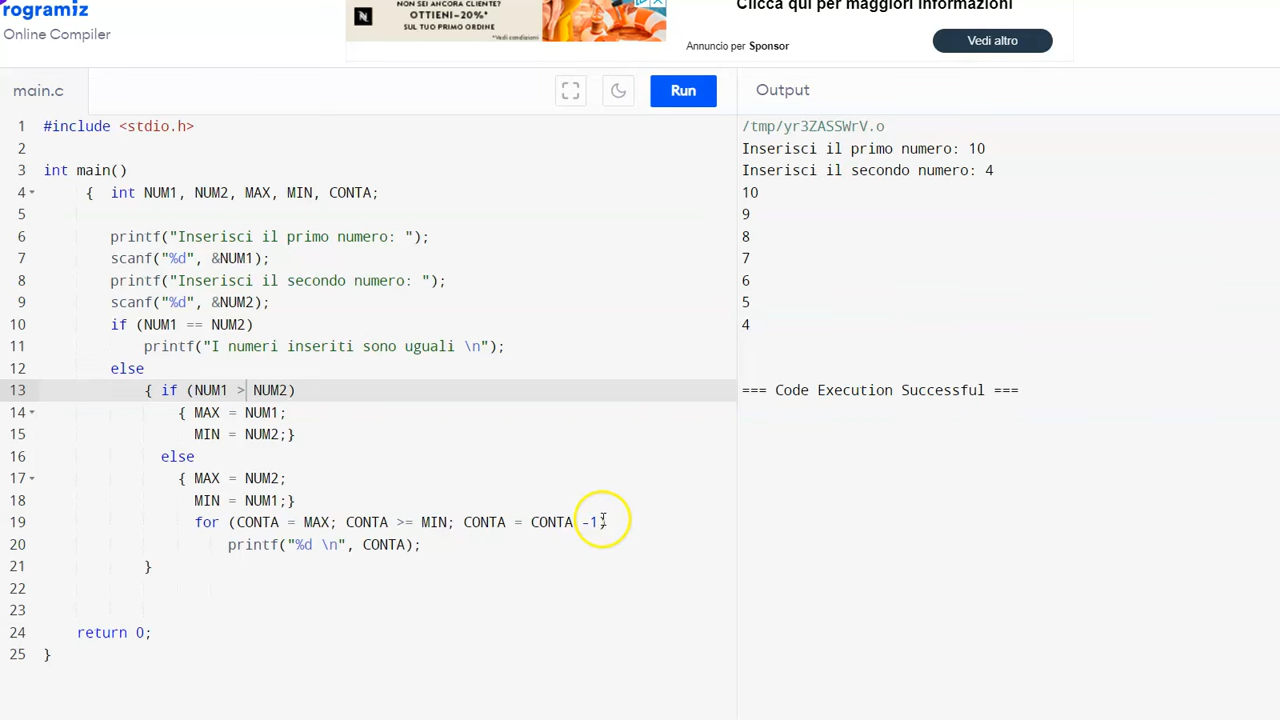 rogramiz
Online Compiler
NON SEI ANCORA CLIENTE?
OTTIENI-20%*
SUL TUO PRIMO ORDINE
*Vedi condizioni
Clicca qui per maggiori informazioni
Annuncio per Sponsor
Vedi altro
main.c
Run
Output
1 #include <stdio.h>
2
3 int main()
4 { int NUM1, NUM2, MAX, MIN, CONTA;
5
6 printf("Inserisci il primo numero: ");
7 scanf("%d", &NUM1);
8 printf("Inserisci il secondo numero: ");
9 scanf("%d", &NUM2);
10 if (NUM1 == NUM2)
11 printf("I numeri inseriti sono uguali \n");
12 else
13 { if (NUM1 > NUM2)
14 { MAX = NUM1;
15 MIN = NUM2;}
16 else
17 { MAX = NUM2;
18 MIN = NUM1;}
19 for (CONTA = MAX; CONTA >= MIN; CONTA = CONTA -1)
20 printf("%d \n", CONTA);
21 }
22
23
24 return 0;
25 }
/tmp/yr3ZASSWrV.o
Inserisci il primo numero: 10
Inserisci il secondo numero: 4
10
9
8
7
6
5
4
=== Code Execution Successful ===